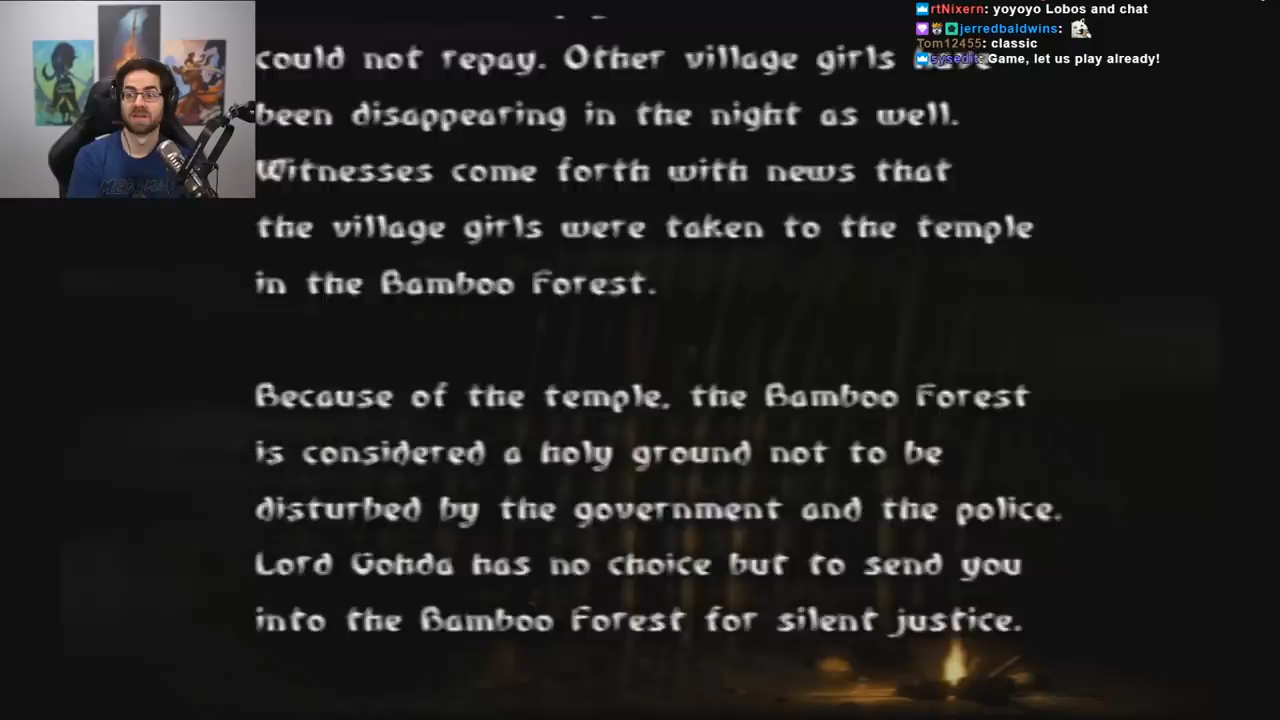 rtNixern: yoyoyo Lobos and chat
jerredbaldwins:
Tom12455: classic
sysedit: Game, let us play already!
could not repay. Other village girls have
been disappearing in the night as well.
Witnesses come forth with news that
the village girls were taken to the temple
in the Bamboo Forest.
Because of the temple, the Bamboo Forest
is considered a holy ground not to be
disturbed by the government and the police.
Lord Gohda has no choice but to send you
into the Bamboo Forest for silent justice.